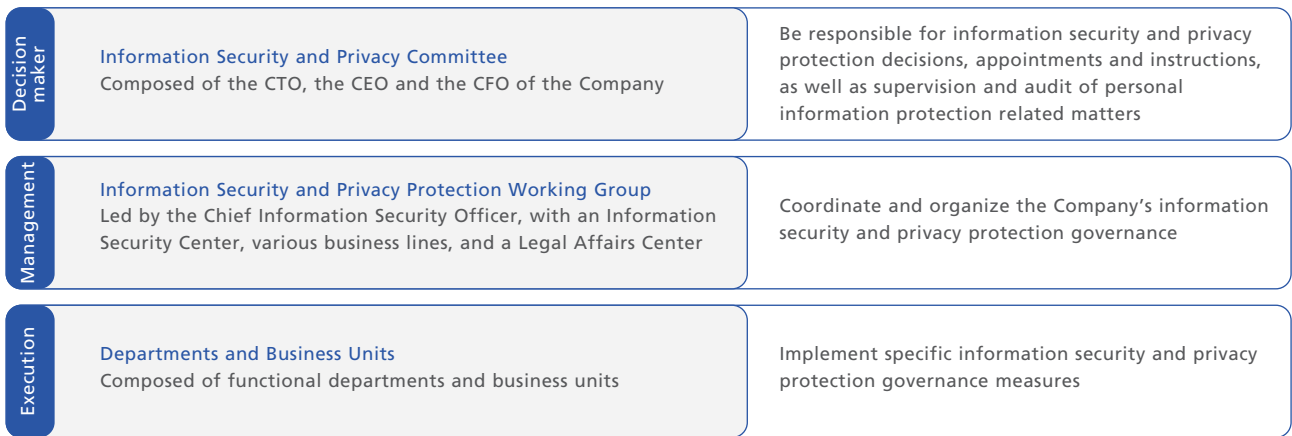 Decision
maker
Information Security and Privacy Committee
Composed of the CTO, the CEO and the CFO of the Company
Be responsible for information security and privacy
protection decisions, appointments and instructions,
as well as supervision and audit of personal
information protection related matters
Management
Information Security and Privacy Protection Working Group
Led by the Chief Information Security Officer, with an Information
Security Center, various business lines, and a Legal Affairs Center
Coordinate and organize the Company’s information
security and privacy protection governance
Execution
Departments and Business Units
Composed of functional departments and business units
Implement specific information security and privacy
protection governance measures